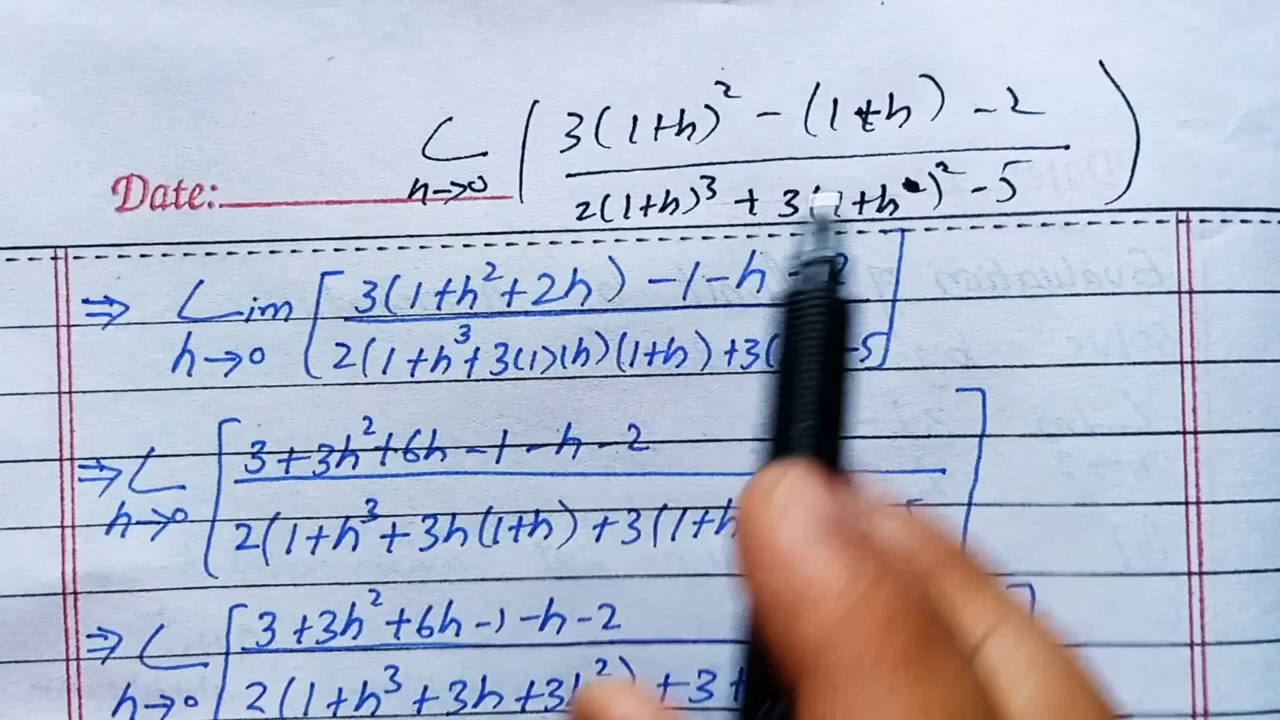 L h→0 ( 3(1+h)² - (1+h) - 2 / 2(1+h)³ + 3(1+h)² - 5 )
Date:
⇒ Lim h→0 [ 3(1+h²+2h) - 1 - h - 2 / 2(1+h³+3(1)(h)(1+h) + 3( - 5 ]
⇒ L h→0 [ 3+3h²+6h-1-h-2 / 2(1+h³+3h(1+h) + 3(1+h ]
⇒ L h→0 [ 3+3h²+6h-1-h-2 / 2(1+h³+3h+3h²) + 3 + ]